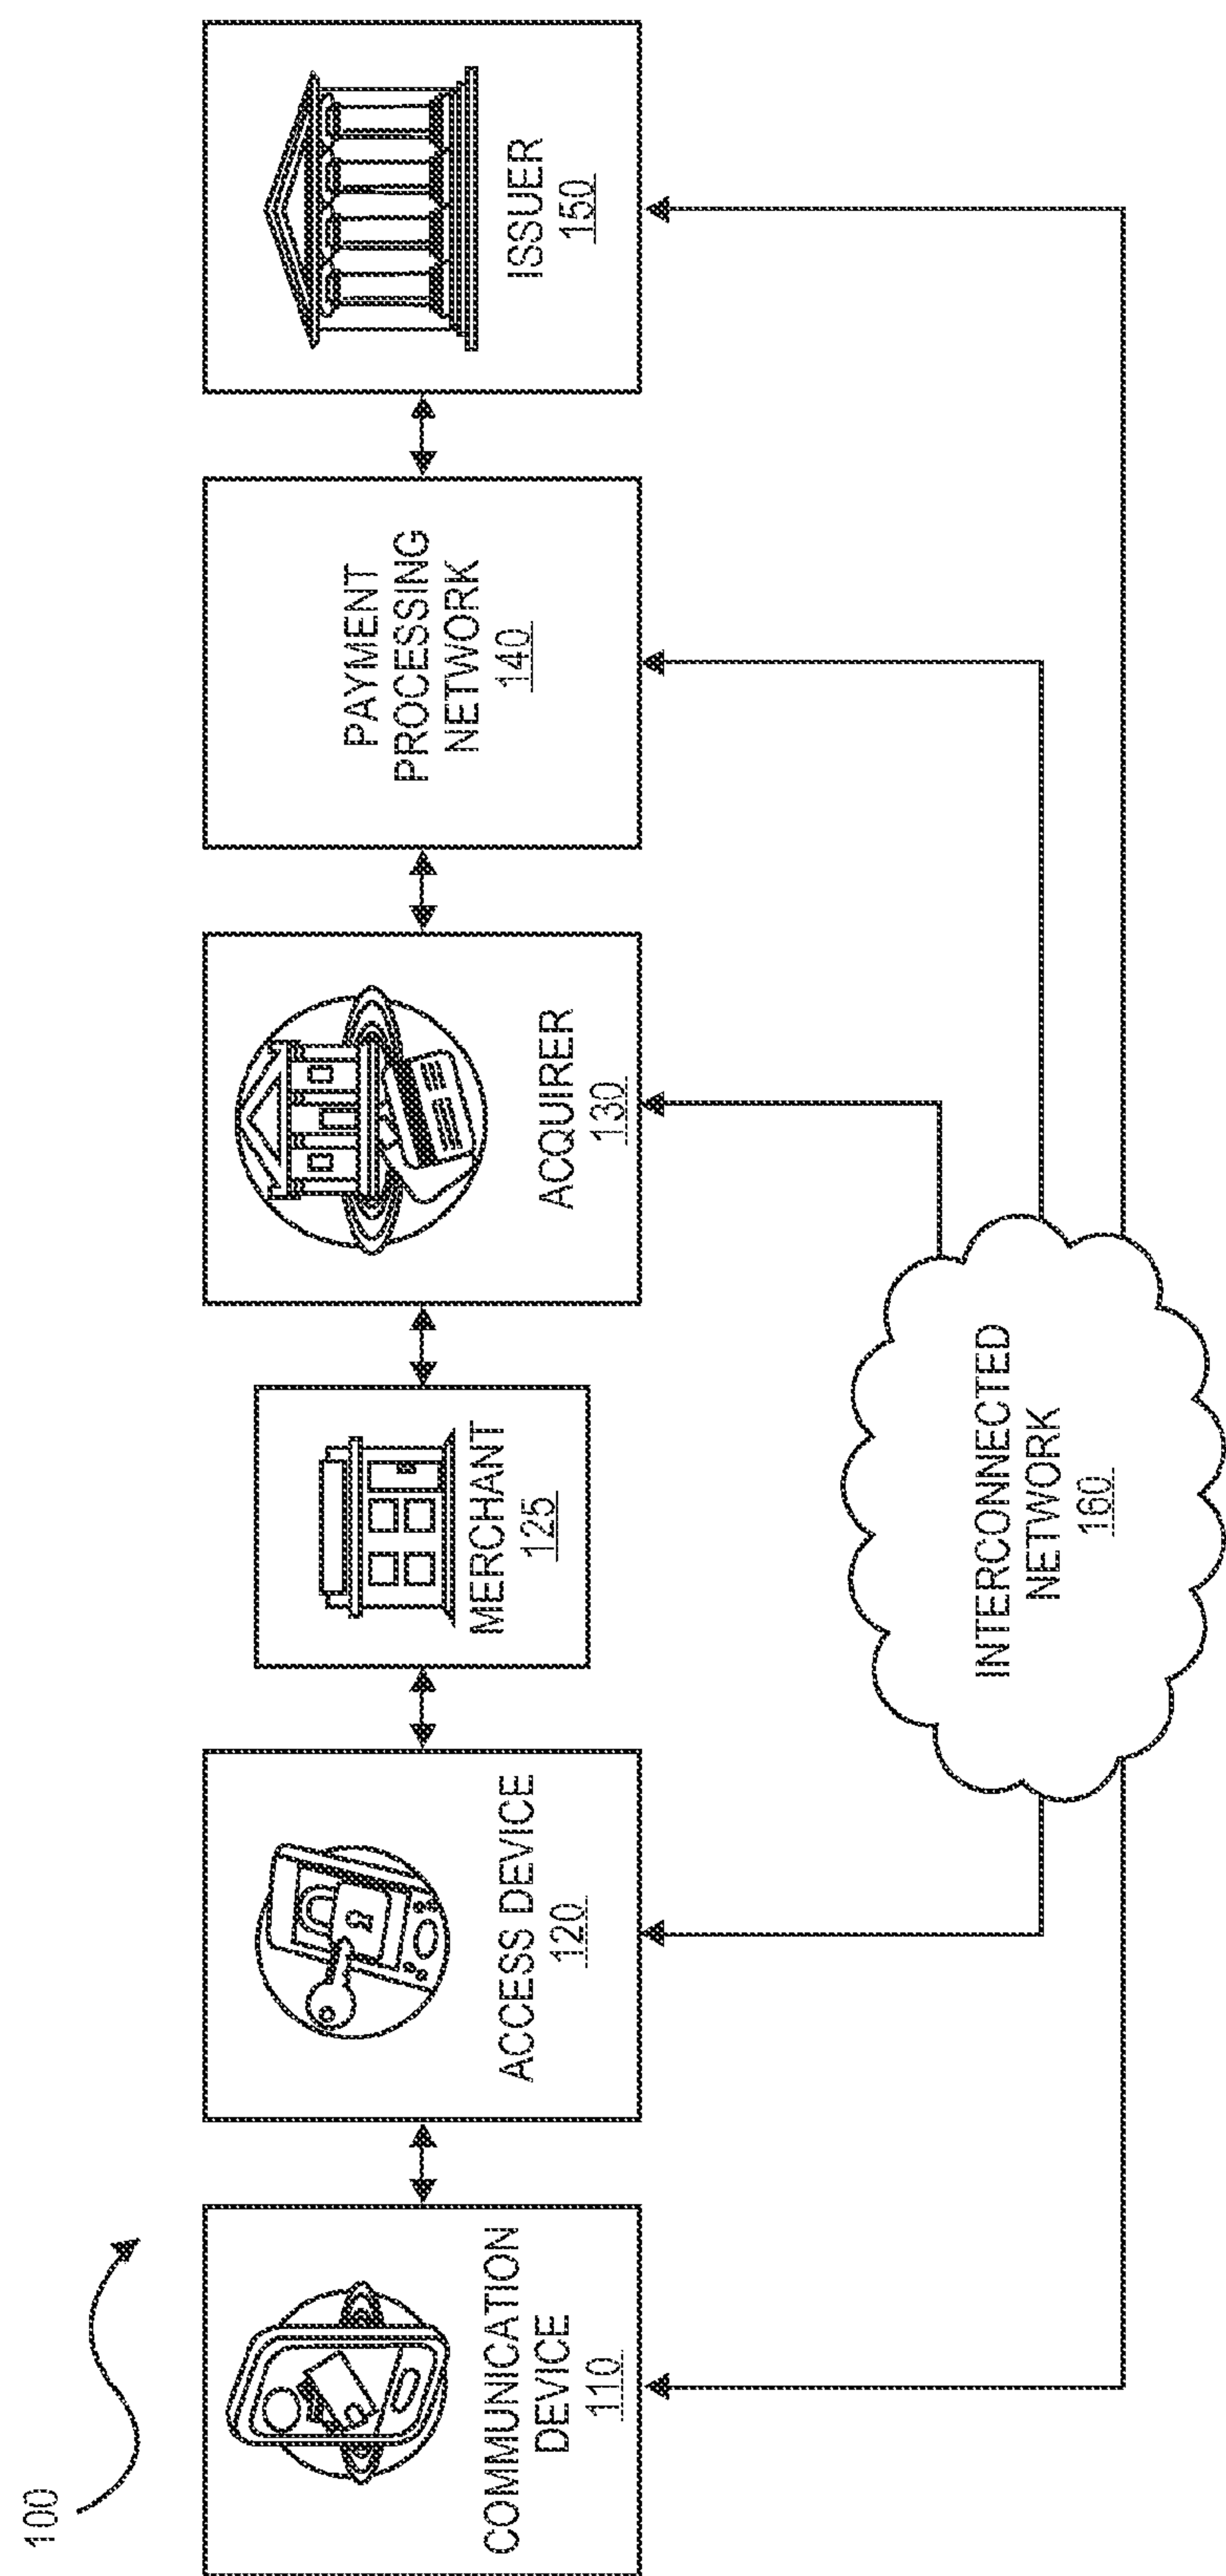 100
COMMUNICATION
DEVICE
110
ACCESS DEVICE
120
MERCHANT
125
ACQUIRER
130
PAYMENT
PROCESSING
NETWORK
140
ISSUER
150
INTERCONNECTED
NETWORK
160